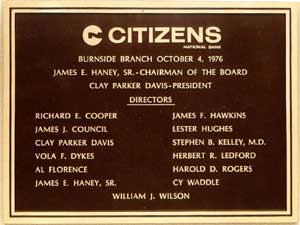 CITIZENS
NATIONAL BANK
BURNSIDE BRANCH OCTOBER 4, 1976
JAMES E. HANEY, SR.-CHAIRMAN OF THE BOARD
CLAY PARKER DAVIS-PRESIDENT
DIRECTORS
RICHARD E. COOPER
JAMES J. COUNCIL
CLAY PARKER DAVIS
VOLA F. DYKES
AL FLORENCE
JAMES E. HANEY, SR.
JAMES F. HAWKINS
LESTER HUGHES
STEPHEN B. KELLEY, M.D.
HERBERT R. LEDFORD
HAROLD D. ROGERS
CY WADDLE
WILLIAM J. WILSON